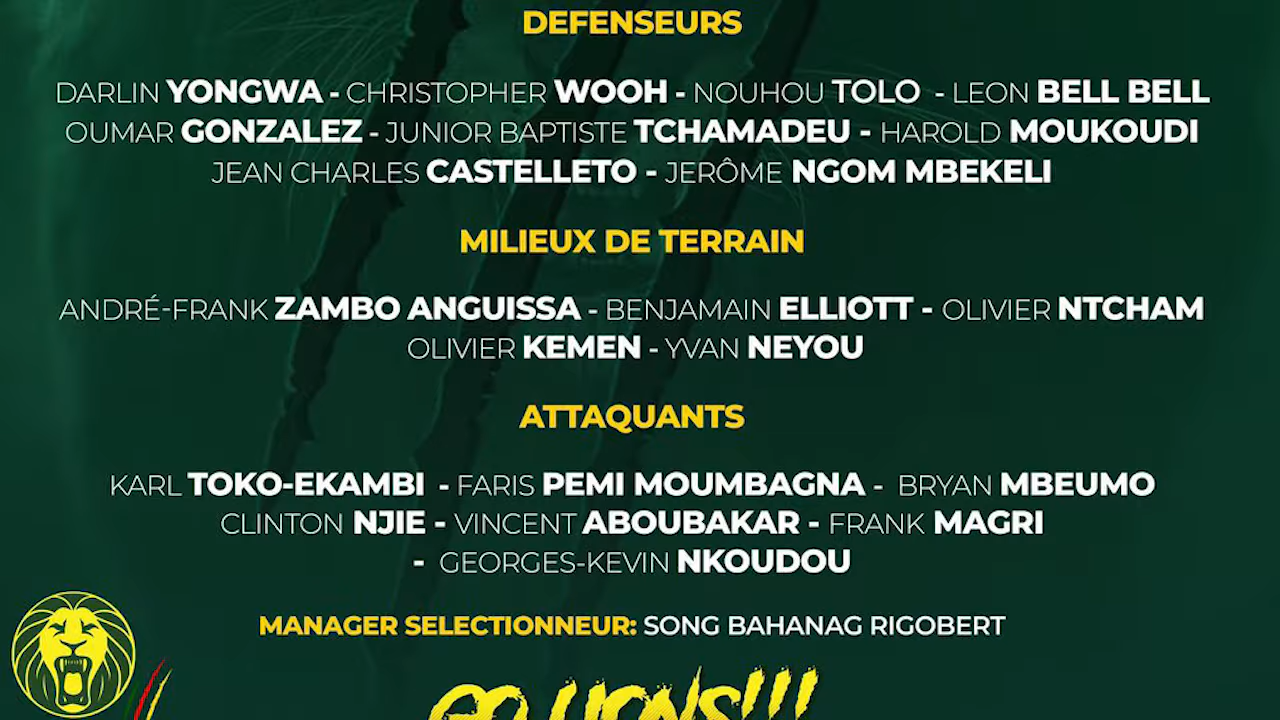 DEFENSEURS
DARLIN YONGWA - CHRISTOPHER WOOH - NOUHOU TOLO - LEON BELL BELL
OUMAR GONZALEZ - JUNIOR BAPTISTE TCHAMADEU - HAROLD MOUKOUDI
JEAN CHARLES CASTELLETO - JERÔME NGOM MBEKELI
MILIEUX DE TERRAIN
ANDRÉ-FRANK ZAMBO ANGUISSA - BENJAMAIN ELLIOTT - OLIVIER NTCHAM
OLIVIER KEMEN - YVAN NEYOU
ATTAQUANTS
KARL TOKO-EKAMBI - FARIS PEMI MOUMBAGNA - BRYAN MBEUMO
CLINTON NJIE - VINCENT ABOUBAKAR - FRANK MAGRI
- GEORGES-KEVIN NKOUDOU
MANAGER SELECTIONNEUR: SONG BAHANAG RIGOBERT
GO LIONS!!!